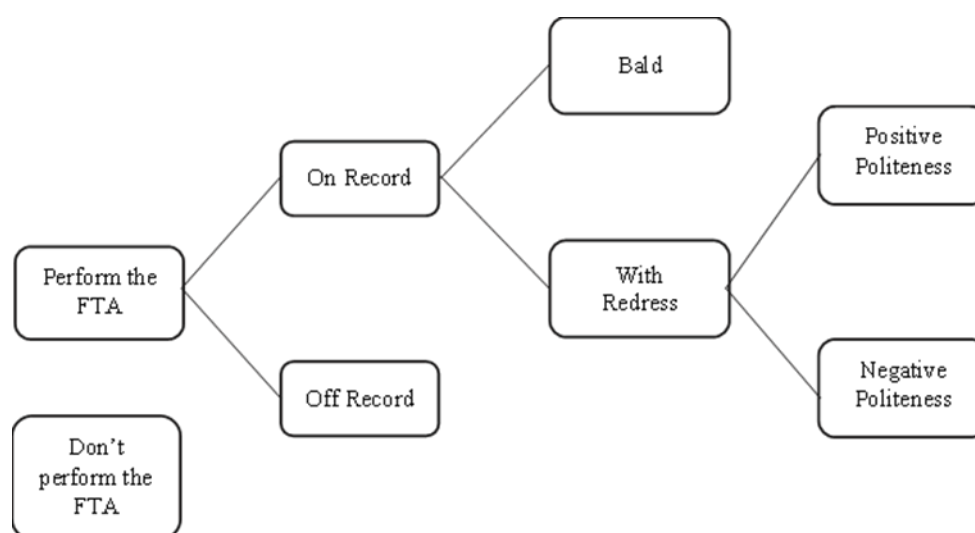 Bald
Positive
Politeness
On Record
Perform the
FTA
With
Redress
Off Record
Negative
Politeness
Don't
perform the
FTA